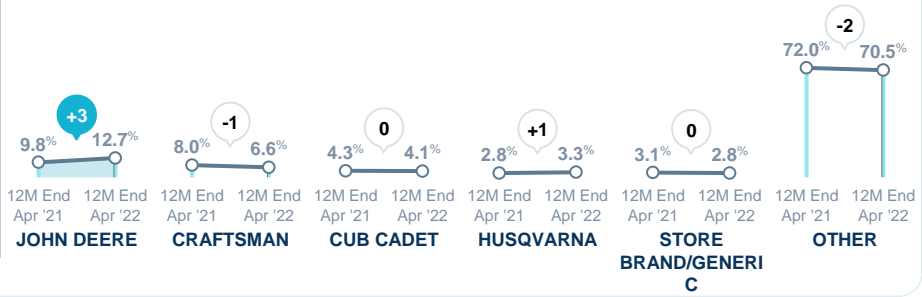 +3
9.8%
12.7%
12M End
Apr '21
12M End
Apr '22
JOHN DEERE
-1
8.0%
6.6%
12M End
Apr '21
12M End
Apr '22
CRAFTSMAN
0
4.3%
4.1%
12M End
Apr '21
12M End
Apr '22
CUB CADET
+1
2.8%
3.3%
12M End
Apr '21
12M End
Apr '22
HUSQVARNA
0
3.1%
2.8%
12M End
Apr '21
12M End
Apr '22
STORE
BRAND/GENERI
C
-2
72.0%
70.5%
12M End
Apr '21
12M End
Apr '22
OTHER